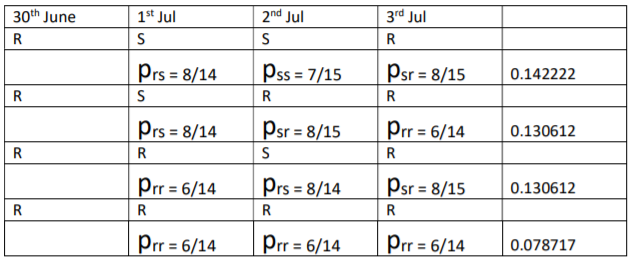 30th June 1st Jul 2nd Jul 3rd Jul
R S S R
prs = 8/14 pss = 7/15 psr = 8/15 0.142222
R S R R
prs = 8/14 psr = 8/15 prr = 6/14 0.130612
R R S R
prr = 6/14 prs = 8/14 psr = 8/15 0.130612
R R R R
prr = 6/14 prr = 6/14 prr = 6/14 0.078717